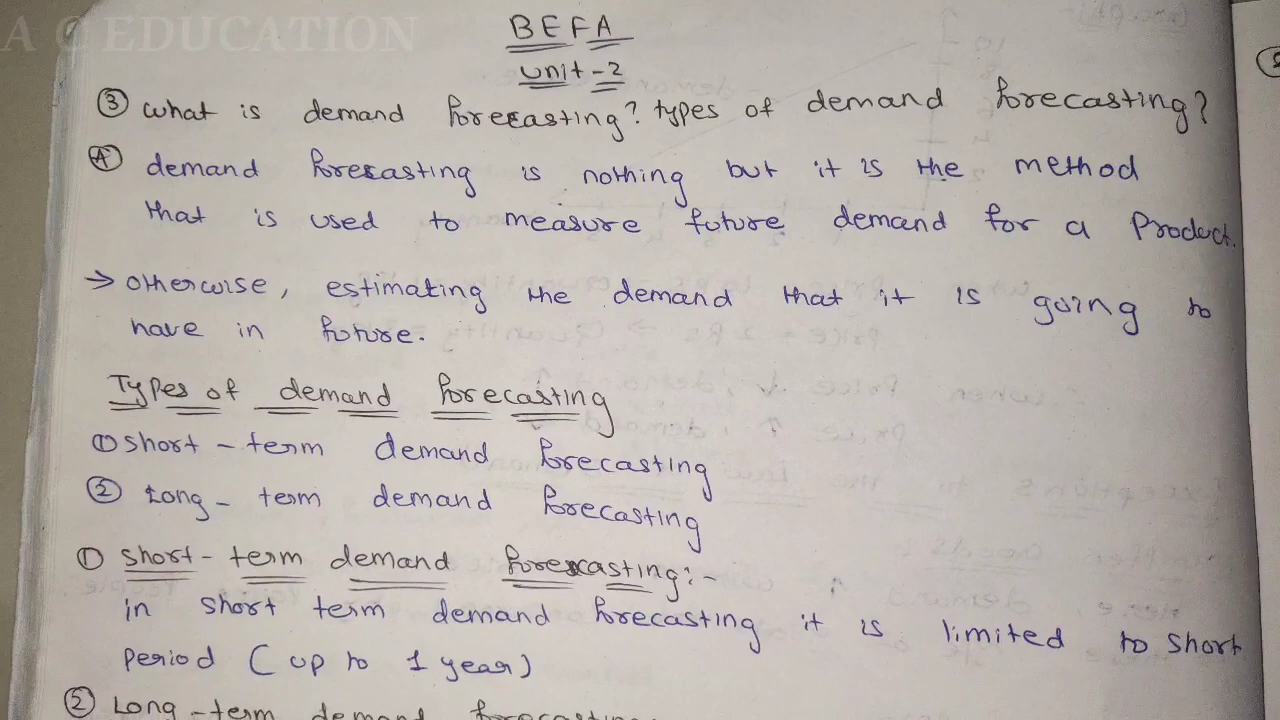 A C EDUCATION
BEFA
unit-2
③ what is demand forecasting? types of demand forecasting?
Ⓐ demand forecasting is nothing but it is the method
that is used to measure future demand for a Product.
→ otherwise, estimating the demand that it is going to
have in future.
Types of demand forecasting
① short-term demand forecasting
② Long-term demand forecasting
① short-term demand forecasting:-
in short term demand forecasting it is limited to short
period (up to 1 year)
② Long-term demand forecasting